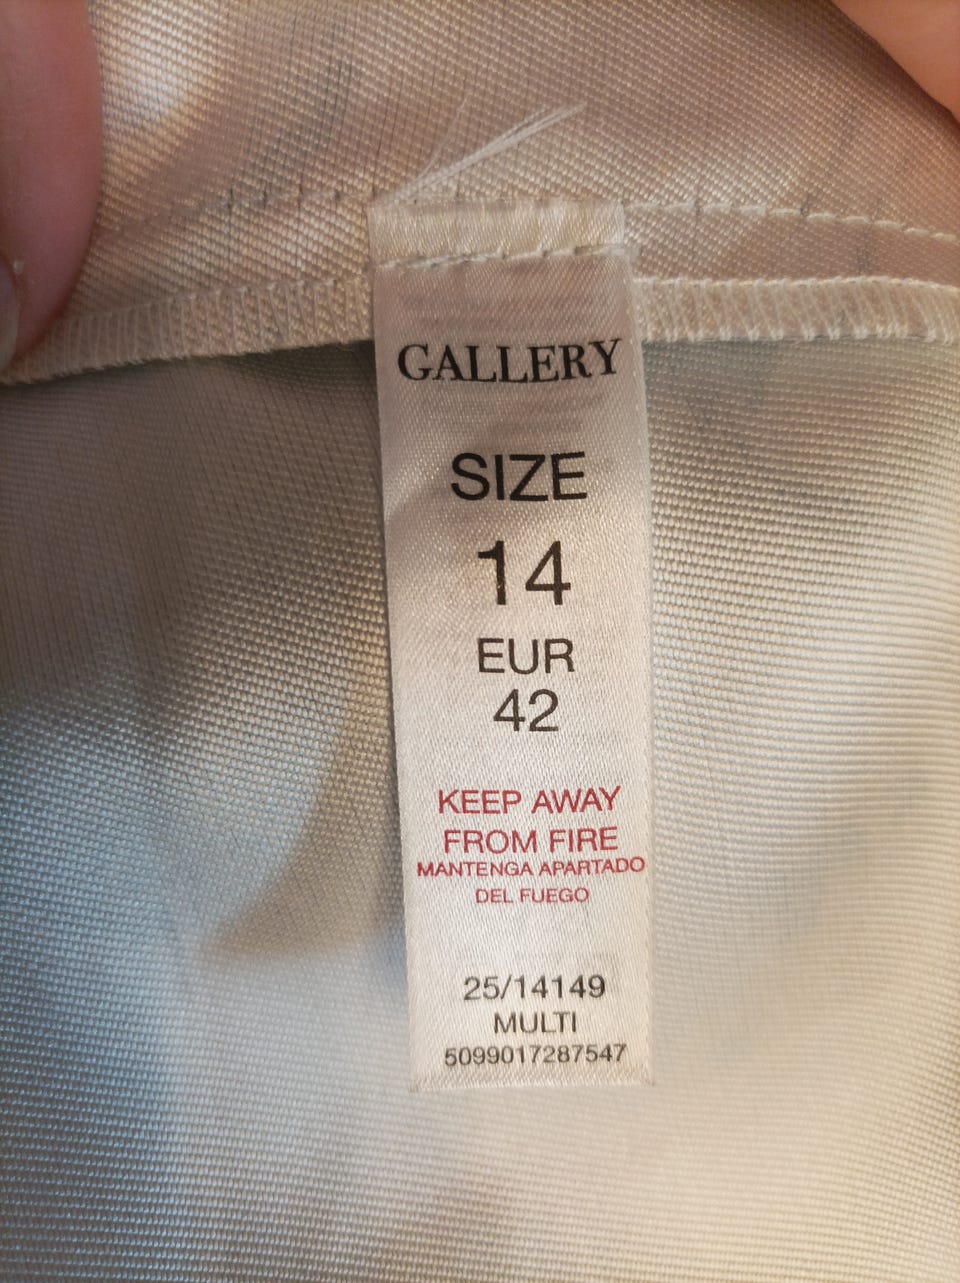 GALLERY
SIZE
14
EUR
42
KEEP AWAY
FROM FIRE
MANTENGA APARTADO
DEL FUEGO
25/14149
MULTI
5099017287547